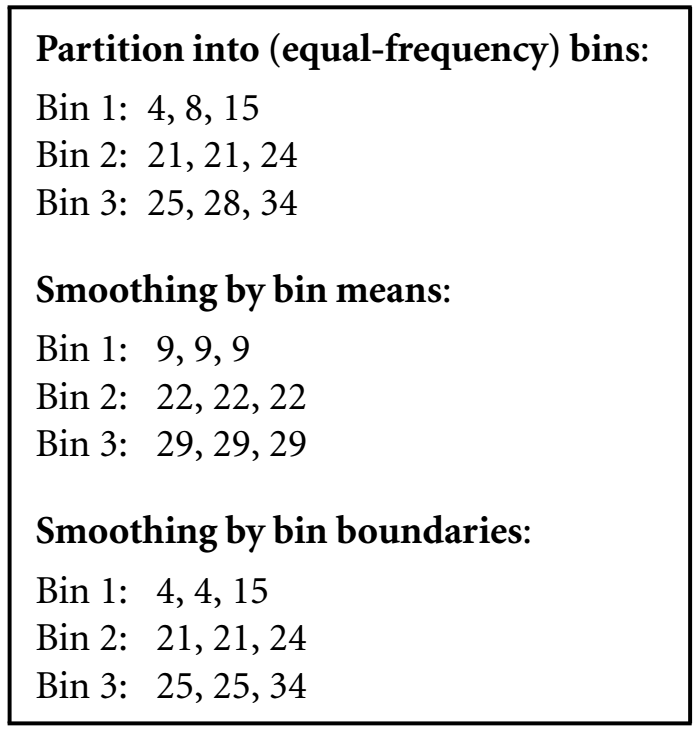 Partition into (equal-frequency) bins:
Bin 1: 4, 8, 15
Bin 2: 21, 21, 24
Bin 3: 25, 28, 34
Smoothing by bin means:
Bin 1: 9, 9, 9
Bin 2: 22, 22, 22
Bin 3: 29, 29, 29
Smoothing by bin boundaries:
Bin 1: 4, 4, 15
Bin 2: 21, 21, 24
Bin 3: 25, 25, 34